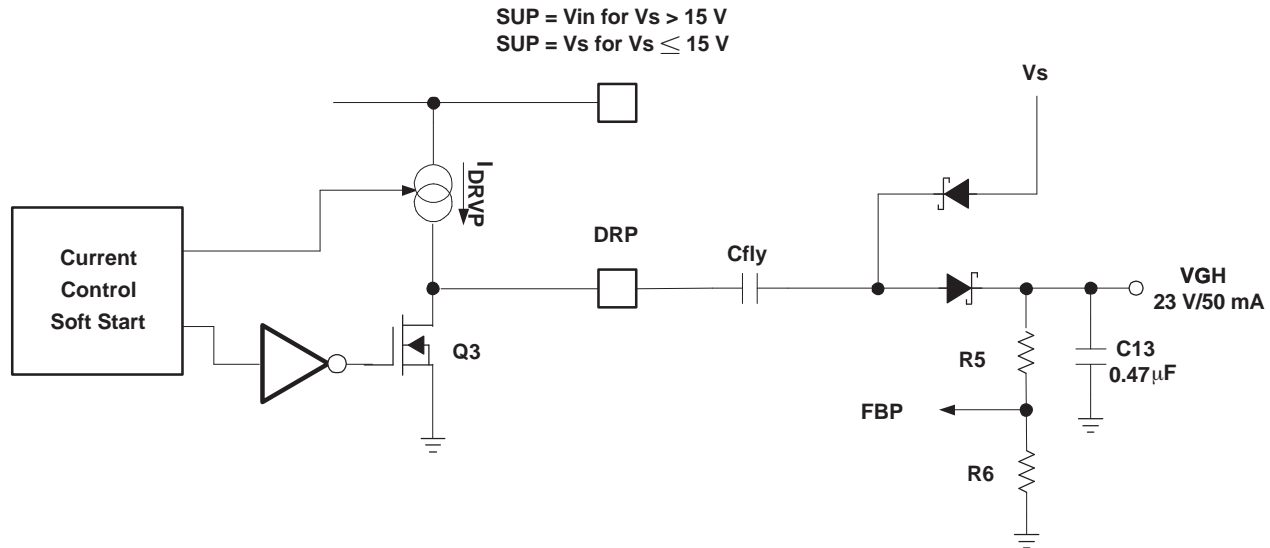 SUP = Vin for Vs > 15 V
SUP = Vs for Vs ≤ 15 V
Vs
IDRVP
DRP
Cfly
Current
Control
Soft Start
Q3
VGH
23 V/50 mA
R5
C13
0.47μF
FBP
R6